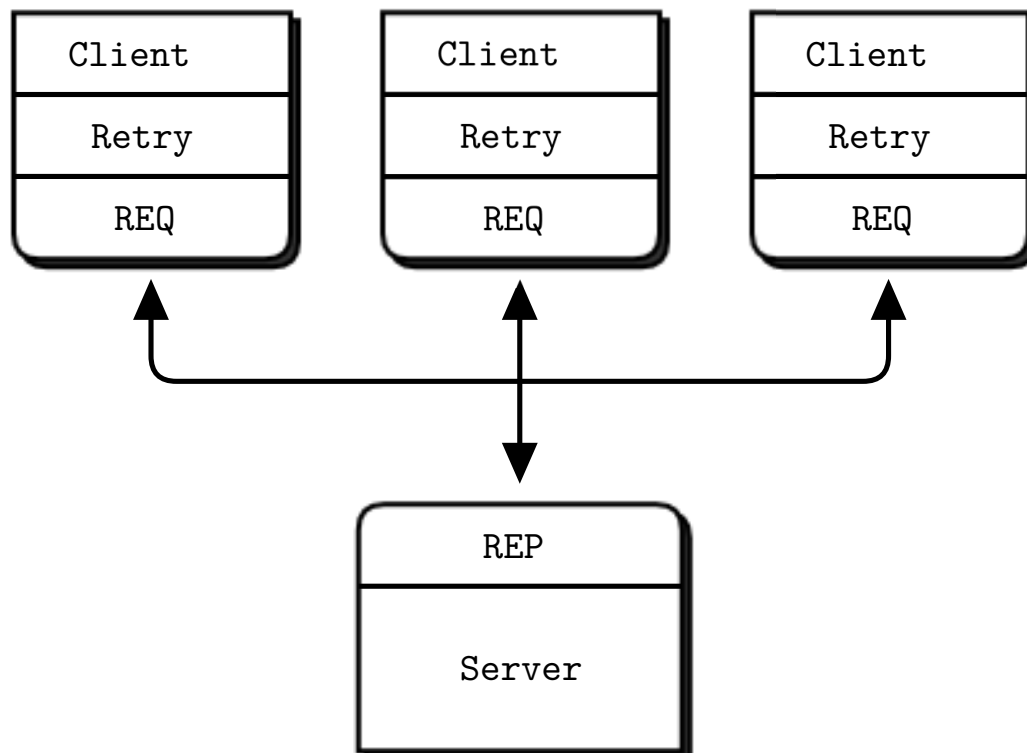 Client Client Client
Retry Retry Retry
REQ REQ REQ
REP
Server